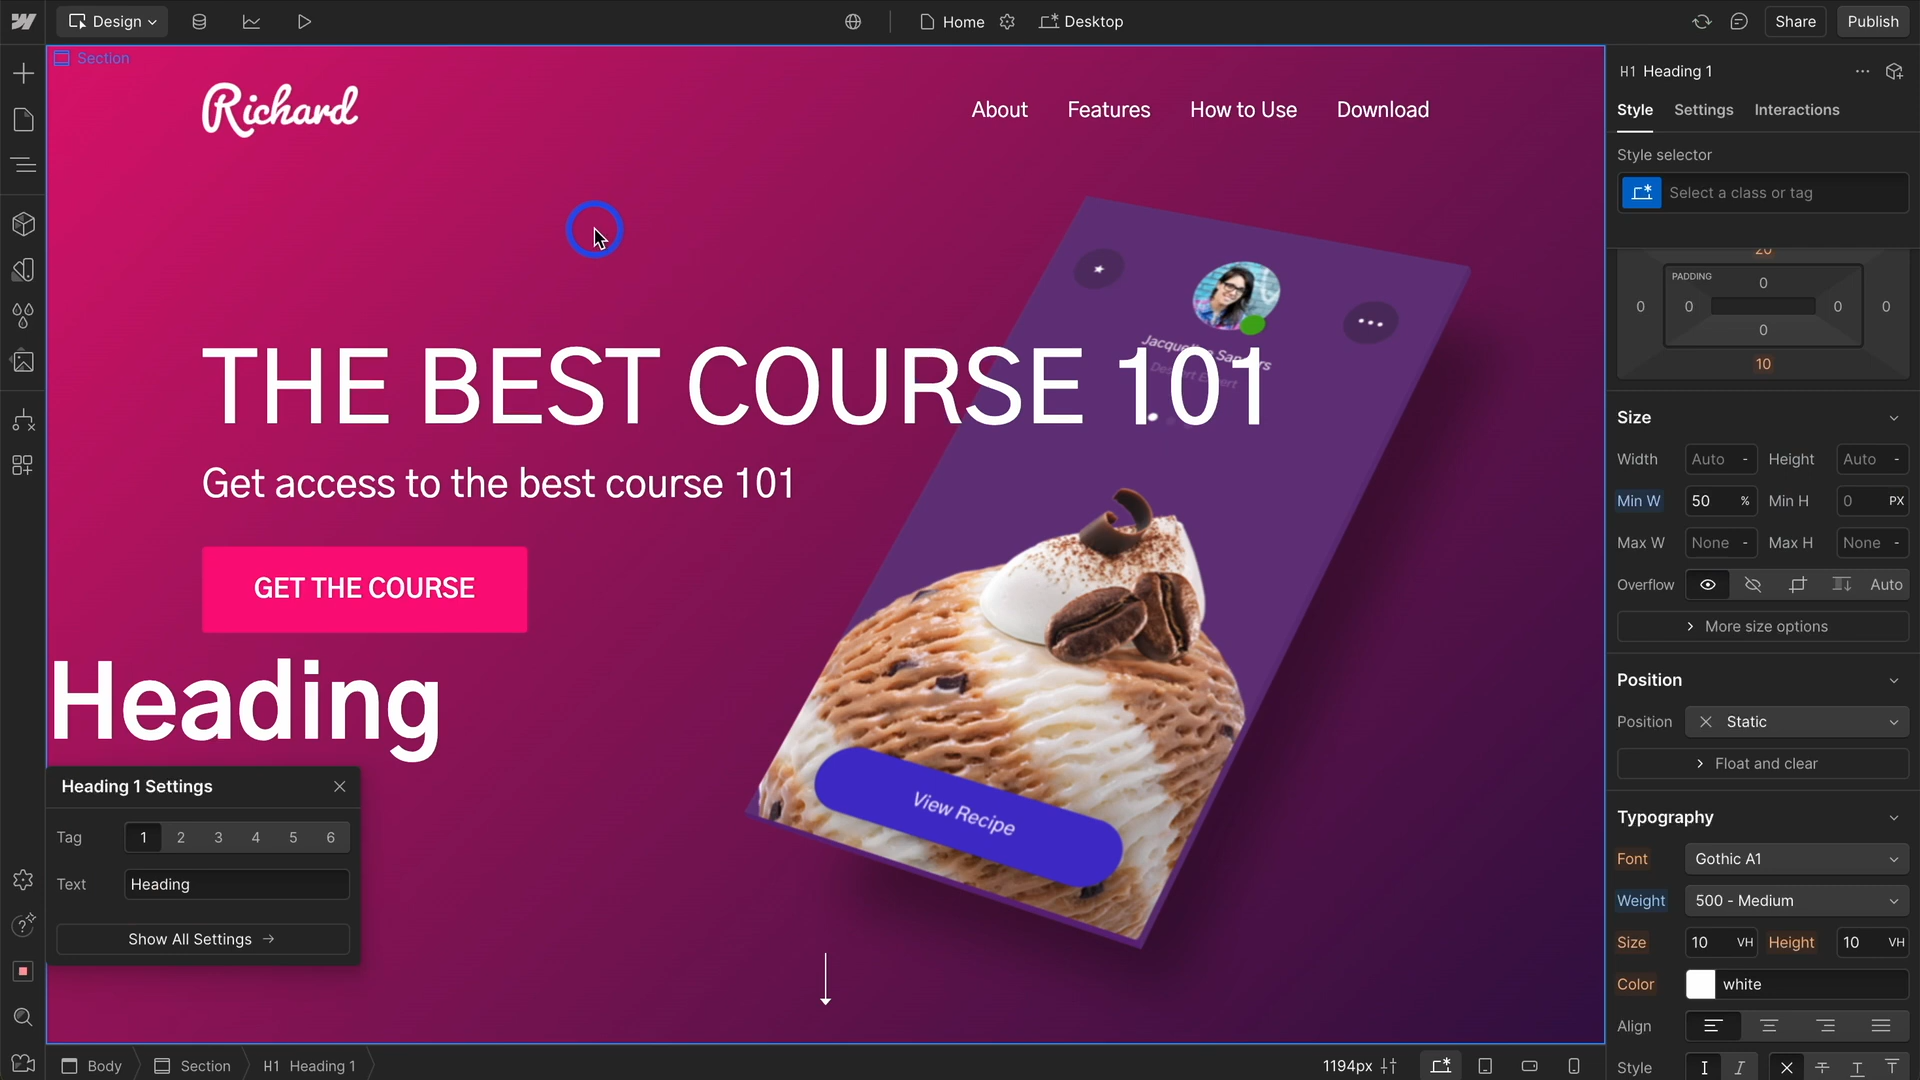 Design
Home
Desktop
Share
Publish
Section
Richard
About
Features
How to Use
Download
Jacqueline Sanders
Dessert Expert
THE BEST COURSE 101
Get access to the best course 101
GET THE COURSE
Heading
View Recipe
Heading 1 Settings
Tag
1 2 3 4 5 6
Text
Heading
Show All Settings
H1 Heading 1
Style
Settings
Interactions
Style selector
Select a class or tag
20
PADDING
0
0 0 0 0
0
10
Size
Width Auto - Height Auto -
Min W 50 % Min H 0 PX
Max W None - Max H None -
Overflow Auto
More size options
Position
Position Static
Float and clear
Typography
Font Gothic A1
Weight 500 - Medium
Size 10 VH Height 10 VH
Color white
Align
Style
Body
Section
H1 Heading 1
1194px